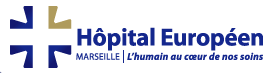 Hôpital Européen
MARSEILLE | L'humain au cœur de nos soins